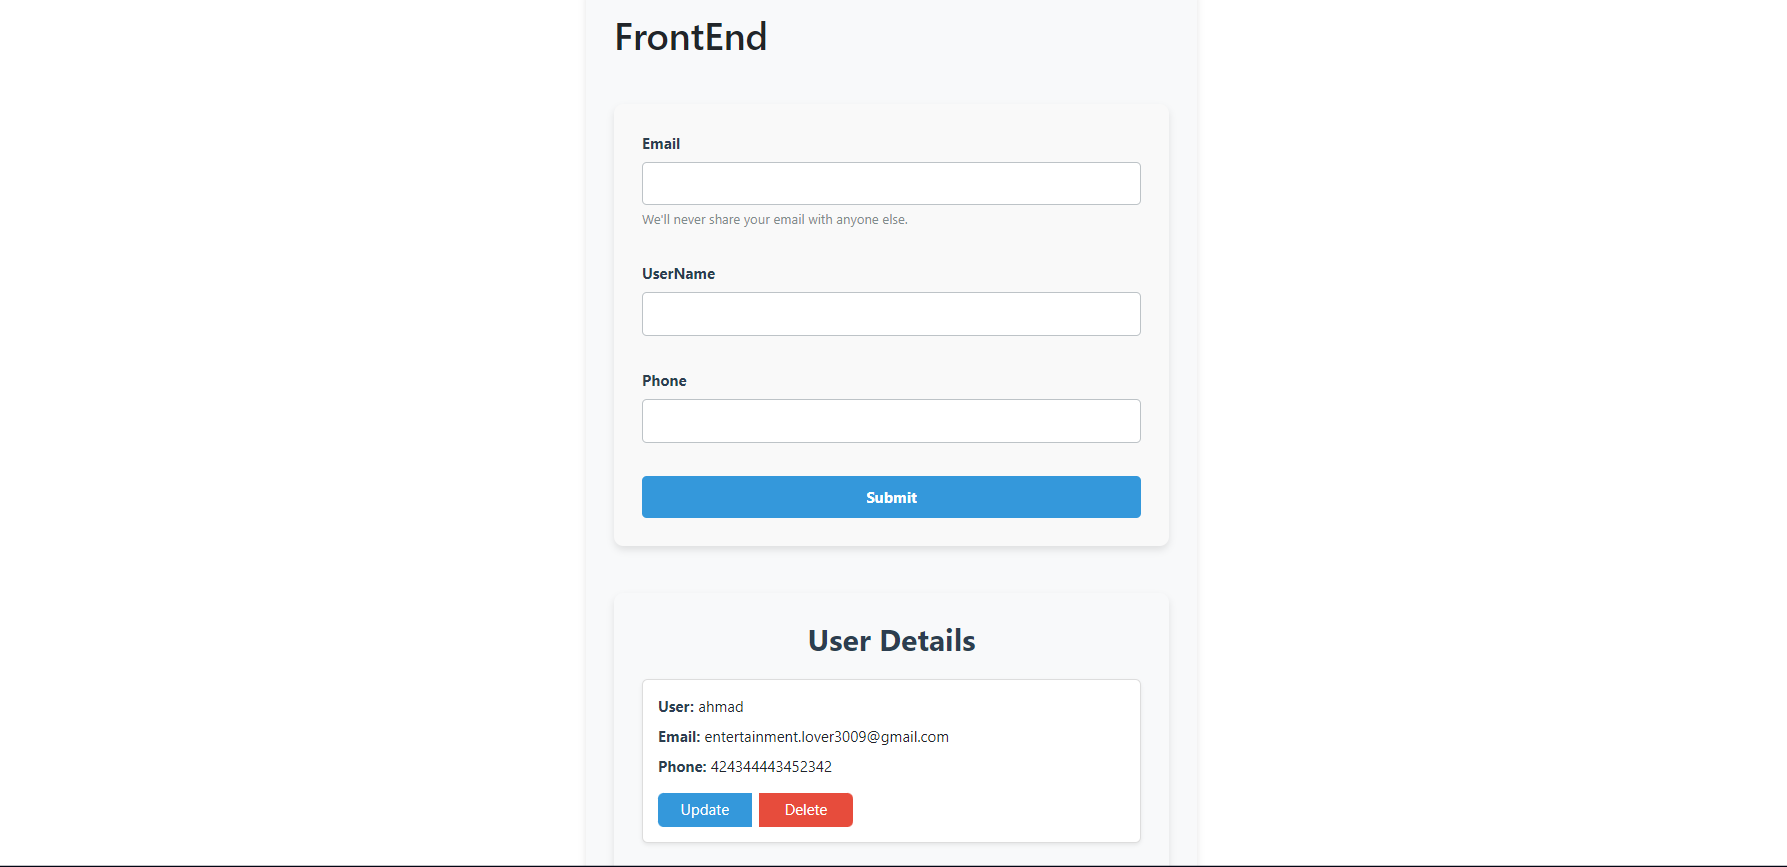 FrontEnd
Email
We'll never share your email with anyone else.
UserName
Phone
Submit
User Details
User: ahmad
Email: entertainment.lover3009@gmail.com
Phone: 424344443452342
Update Delete